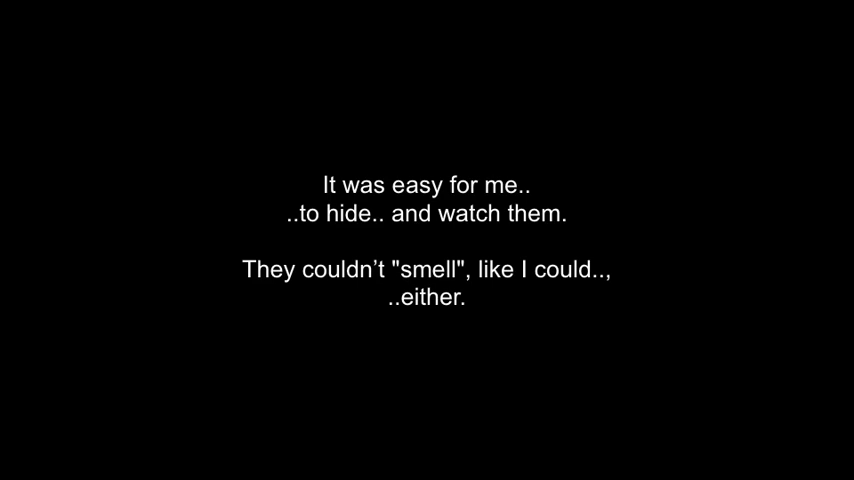 It was easy for me..
..to hide.. and watch them.
They couldn’t "smell", like I could..,
..either.